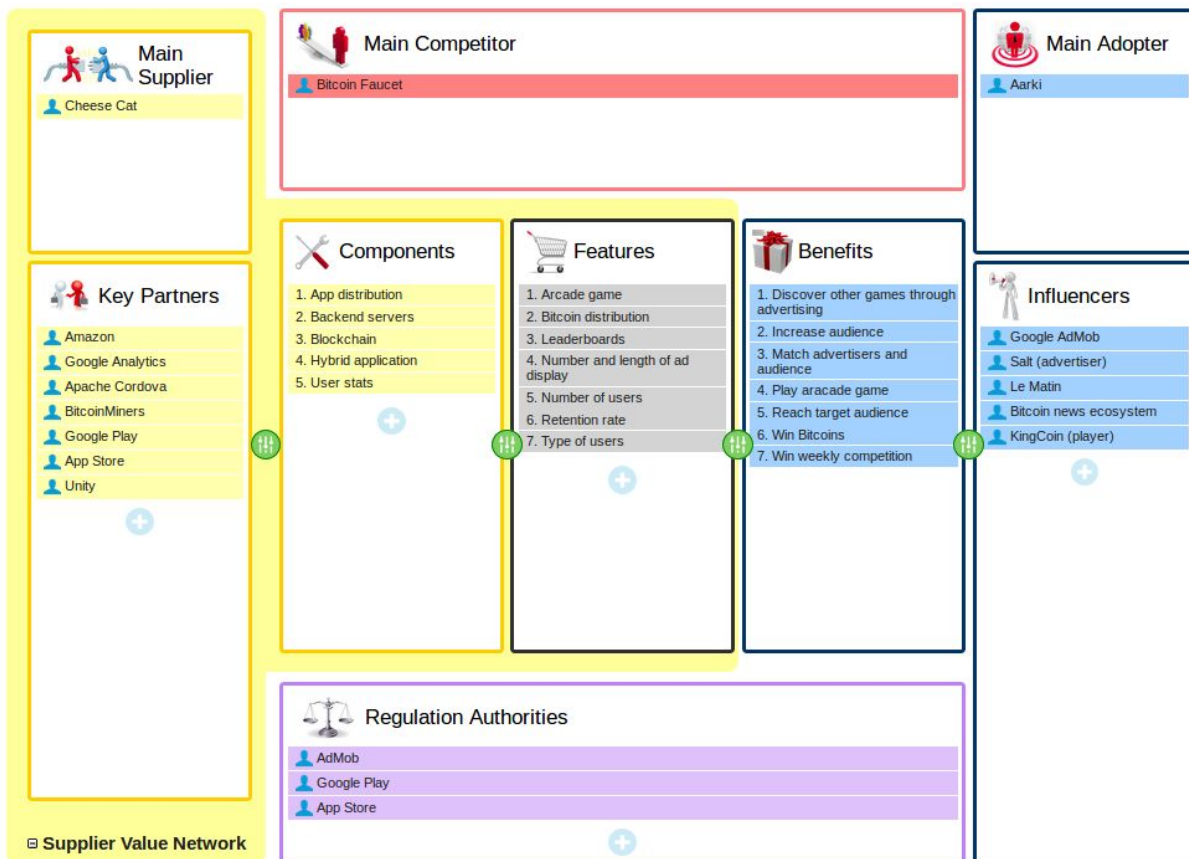 Main
Supplier
Cheese Cat
Main Competitor
Bitcoin Faucet
Main Adopter
Aarki
Key Partners
Amazon
Google Analytics
Apache Cordova
BitcoinMiners
Google Play
App Store
Unity
Components
1. App distribution
2. Backend servers
3. Blockchain
4. Hybrid application
5. User stats
Features
1. Arcade game
2. Bitcoin distribution
3. Leaderboards
4. Number and length of ad
display
5. Number of users
6. Retention rate
7. Type of users
Benefits
1. Discover other games through
advertising
2. Increase audience
3. Match advertisers and
audience
4. Play aracade game
5. Reach target audience
6. Win Bitcoins
7. Win weekly competition
Influencers
Google AdMob
Salt (advertiser)
Le Matin
Bitcoin news ecosystem
KingCoin (player)
Regulation Authorities
AdMob
Google Play
App Store
Supplier Value Network